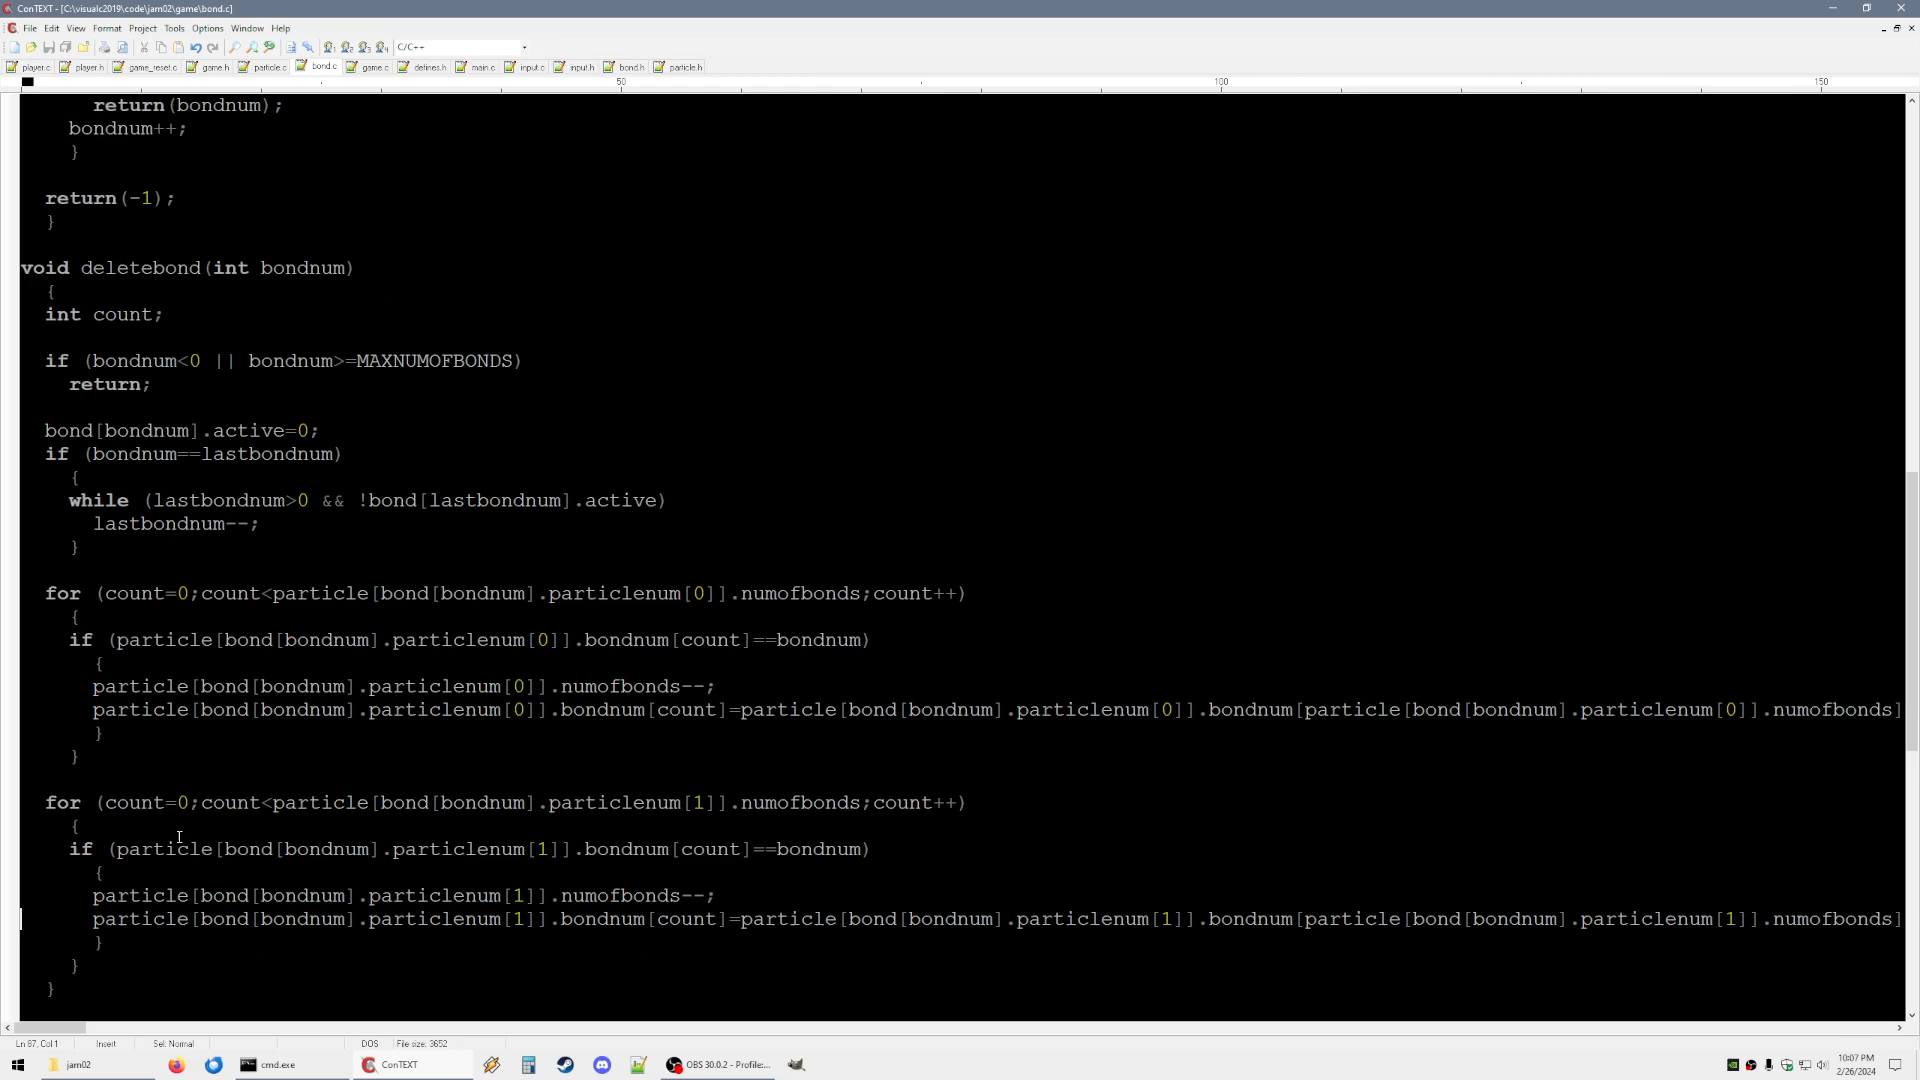 ConTEXT - [C:\visualc2019\code\jam02\game\bond.c]
File Edit View Format Project Tools Options Window Help
C/C++
player.c player.h game_reset.c game.h particle.c bond.c game.c defines.h main.c input.c input.h bond.h particle.h
50 100 150
return(bondnum);
bondnum++;
}
return(-1);
}
void deletebond(int bondnum)
{
int count;
if (bondnum<0 || bondnum>=MAXNUMOFBONDS)
return;
bond[bondnum].active=0;
if (bondnum==lastbondnum)
{
while (lastbondnum>0 && !bond[lastbondnum].active)
lastbondnum--;
}
for (count=0;count<particle[bond[bondnum].particlenum[0]].numofbonds;count++)
{
if (particle[bond[bondnum].particlenum[0]].bondnum[count]==bondnum)
{
particle[bond[bondnum].particlenum[0]].numofbonds--;
particle[bond[bondnum].particlenum[0]].bondnum[count]=particle[bond[bondnum].particlenum[0]].bondnum[particle[bond[bondnum].particlenum[0]].numofbonds]
}
}
for (count=0;count<particle[bond[bondnum].particlenum[1]].numofbonds;count++)
{
if (particle[bond[bondnum].particlenum[1]].bondnum[count]==bondnum)
{
particle[bond[bondnum].particlenum[1]].numofbonds--;
particle[bond[bondnum].particlenum[1]].bondnum[count]=particle[bond[bondnum].particlenum[1]].bondnum[particle[bond[bondnum].particlenum[1]].numofbonds]
}
}
}
Ln 87, Col 1 Insert Sel: Normal DOS File size: 3652
jam02 cmd.exe ConTEXT OBS 30.0.2 - Profile:... 10:07 PM
2/26/2024